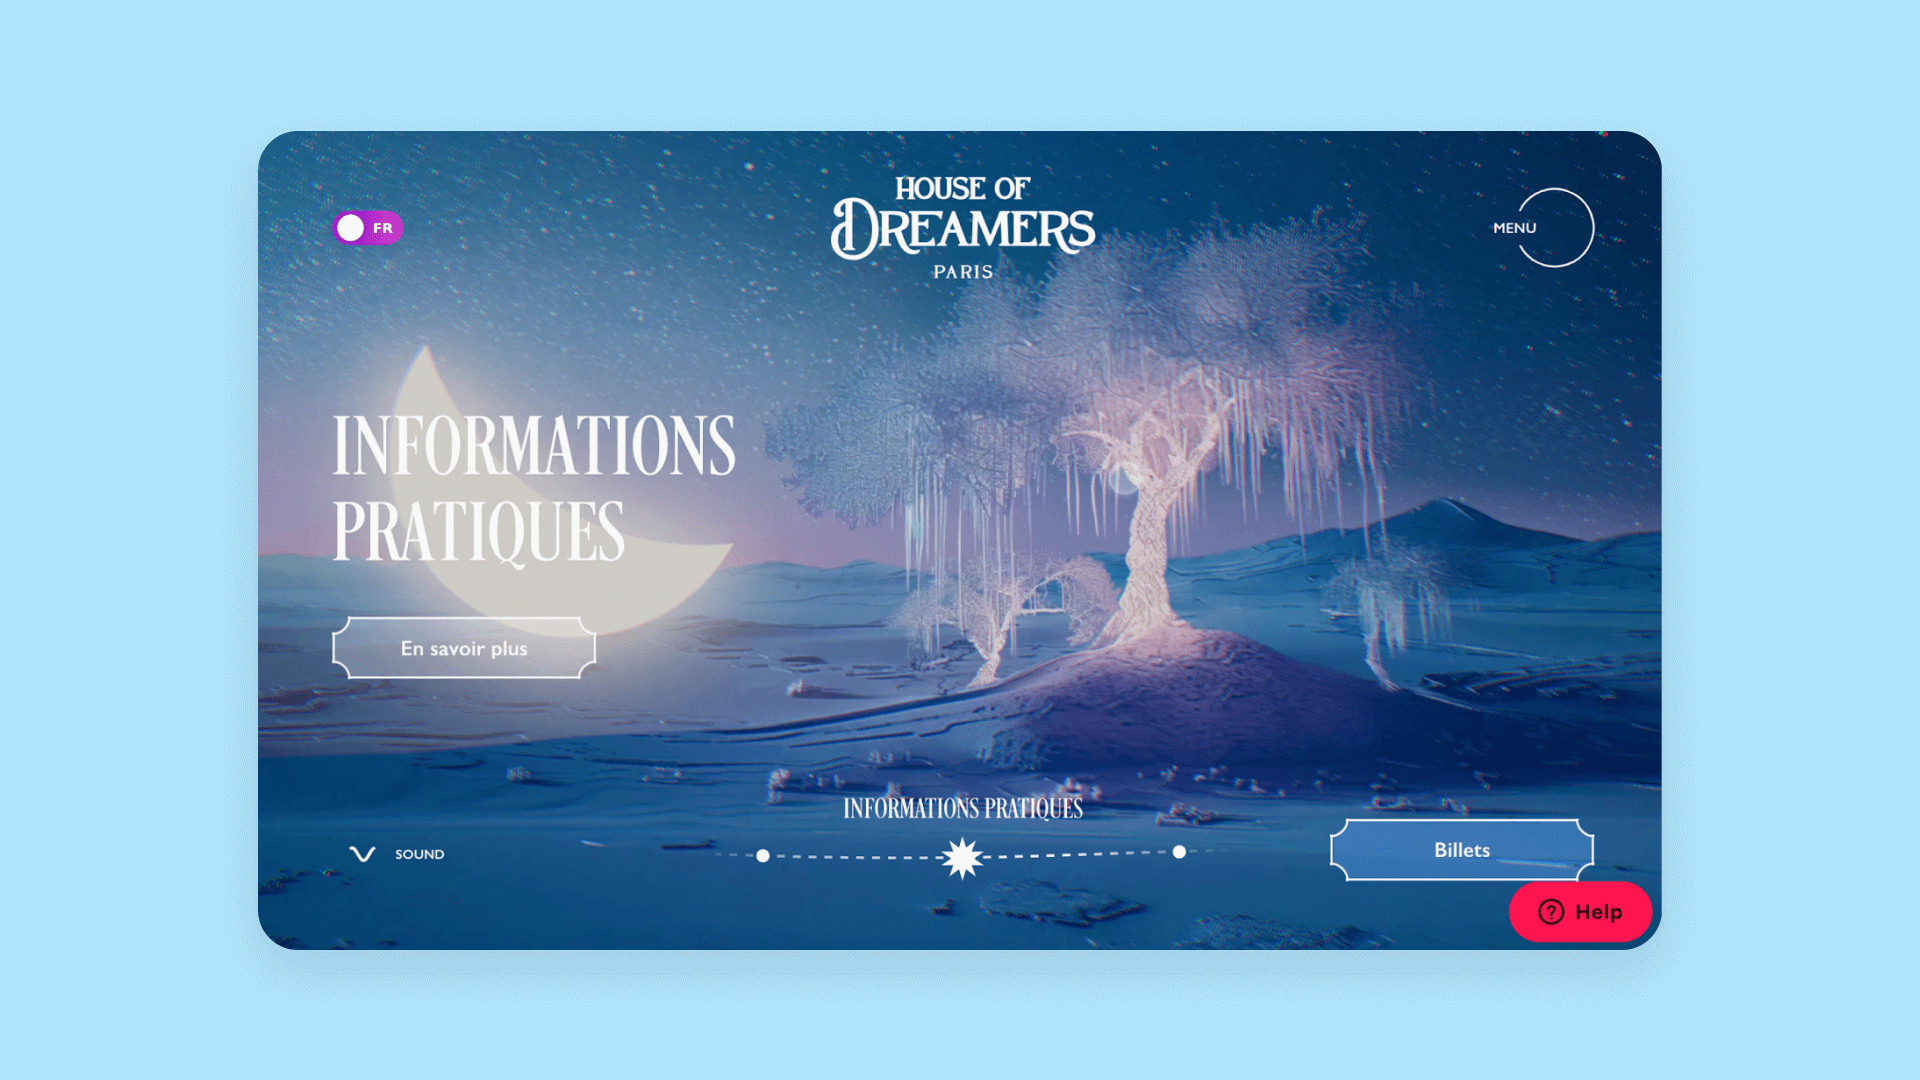 HOUSE OF
DREAMERS
PARIS
FR
MENU
INFORMATIONS
PRATIQUES
En savoir plus
INFORMATIONS PRATIQUES
SOUND
Billets
Help